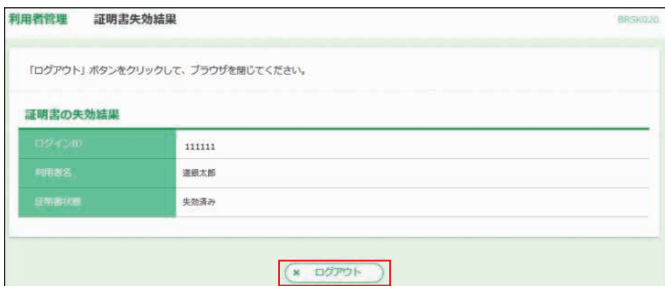 利用者管理 証明書失効結果 BRSK020
「ログアウト」ボタンをクリックして、ブラウザを閉じてください。
証明書の失効結果
ログインID 111111
利用者名 道銀太郎
証明書状態 失効済み
× ログアウト